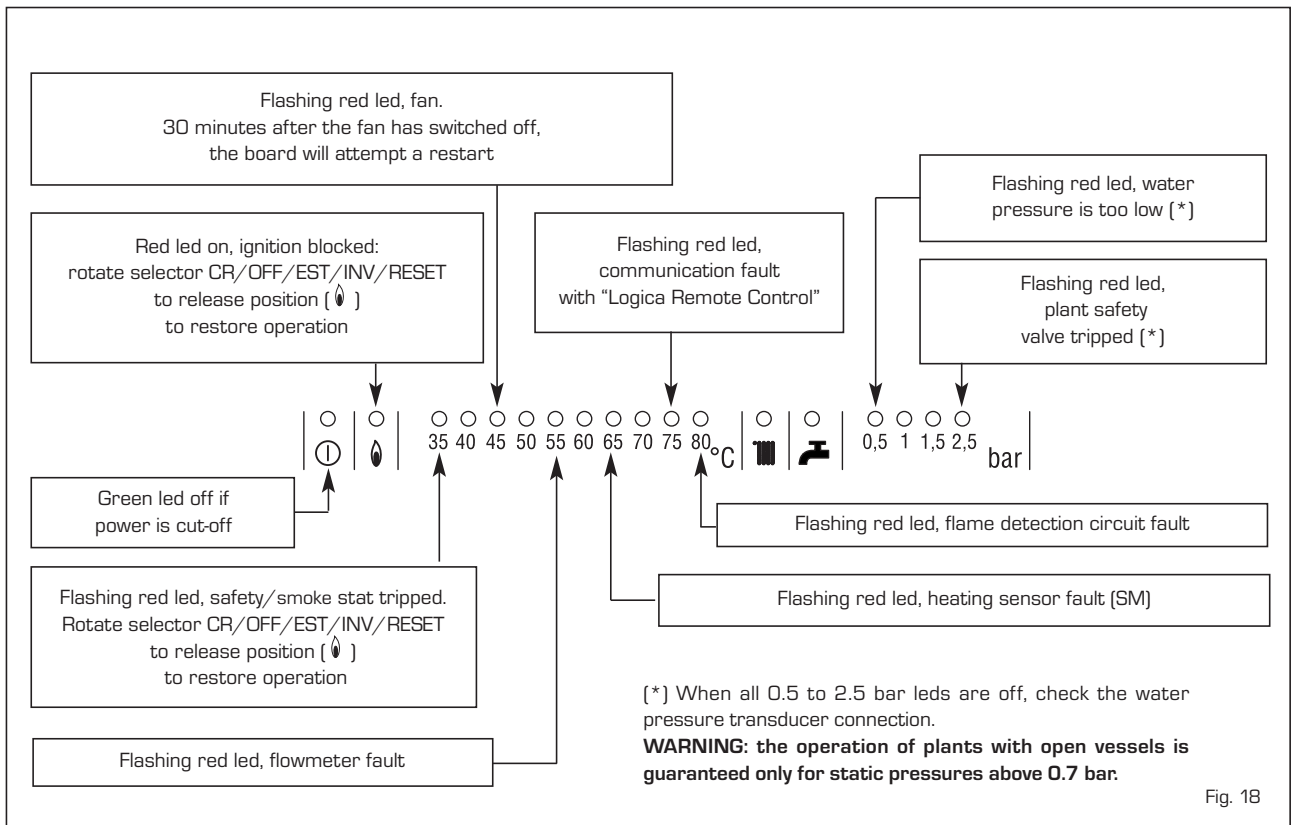 Flashing red led, fan.
30 minutes after the fan has switched off,
the board will attempt a restart
Flashing red led, water
pressure is too low (*)
Red led on, ignition blocked:
rotate selector CR/OFF/EST/INV/RESET
to release position ( )
to restore operation
Flashing red led,
communication fault
with “Logica Remote Control”
Flashing red led,
plant safety
valve tripped (*)
35 40 45 50 55 60 65 70 75 80 °C
0,5 1 1,5 2,5 bar
Green led off if
power is cut-off
Flashing red led, flame detection circuit fault
Flashing red led, safety/smoke stat tripped.
Rotate selector CR/OFF/EST/INV/RESET
to release position ( )
to restore operation
Flashing red led, heating sensor fault (SM)
Flashing red led, flowmeter fault
(*) When all 0.5 to 2.5 bar leds are off, check the water
pressure transducer connection.
WARNING: the operation of plants with open vessels is
guaranteed only for static pressures above 0.7 bar.
Fig. 18